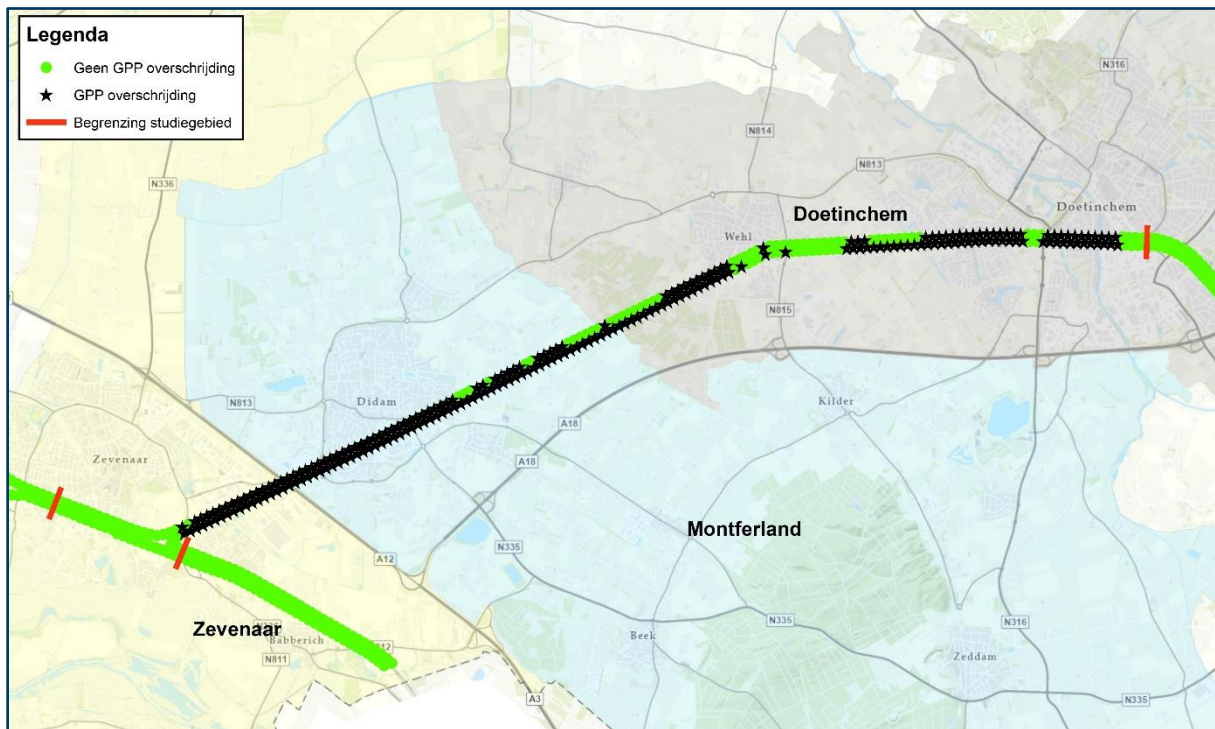 Legenda
Geen GPP overschrijding
GPP overschrijding
Begrenzing studiegebied
N316
N814
N813
N336
Doetinchem
Doetinchem
Wehl
N815
N813
Didam
Kilder
A18
A18
Zevenaar
Montferland
N335
A12
Zevenaar
Babberich
N811
Beek
N335
N316
Zeddam
A3
N335